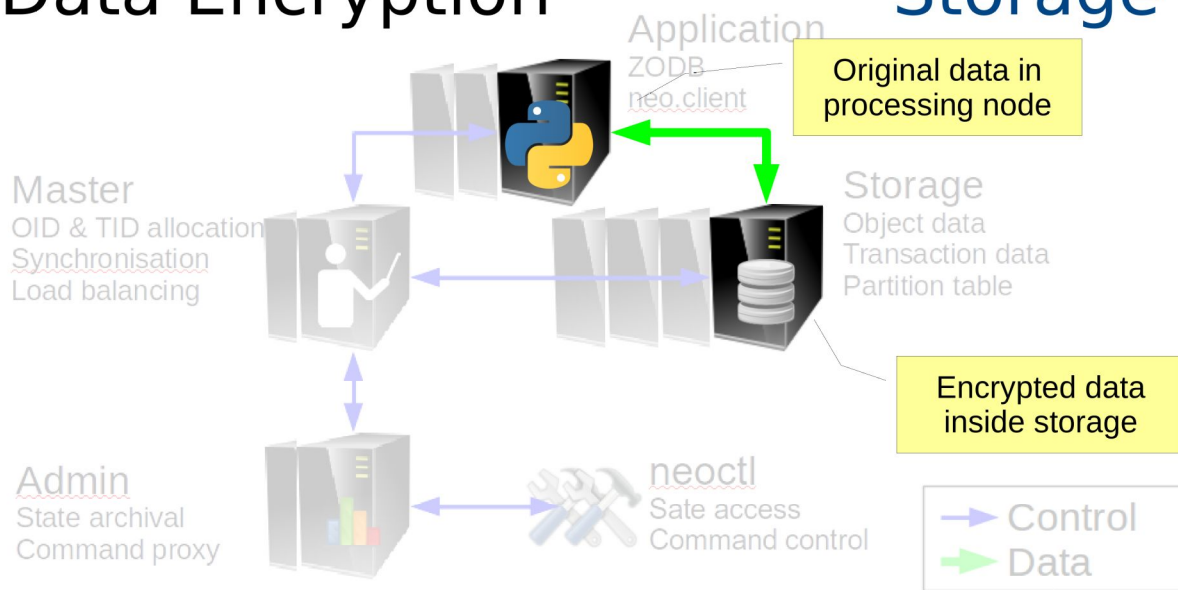 Data Encryption
Storage
Application
ZODB
neo.client
Original data in
processing node
Master
OID & TID allocation
Synchronisation
Load balancing
Storage
Object data
Transaction data
Partition table
Encrypted data
inside storage
Admin
State archival
Command proxy
neoctl
Sate access
Command control
Control
Data